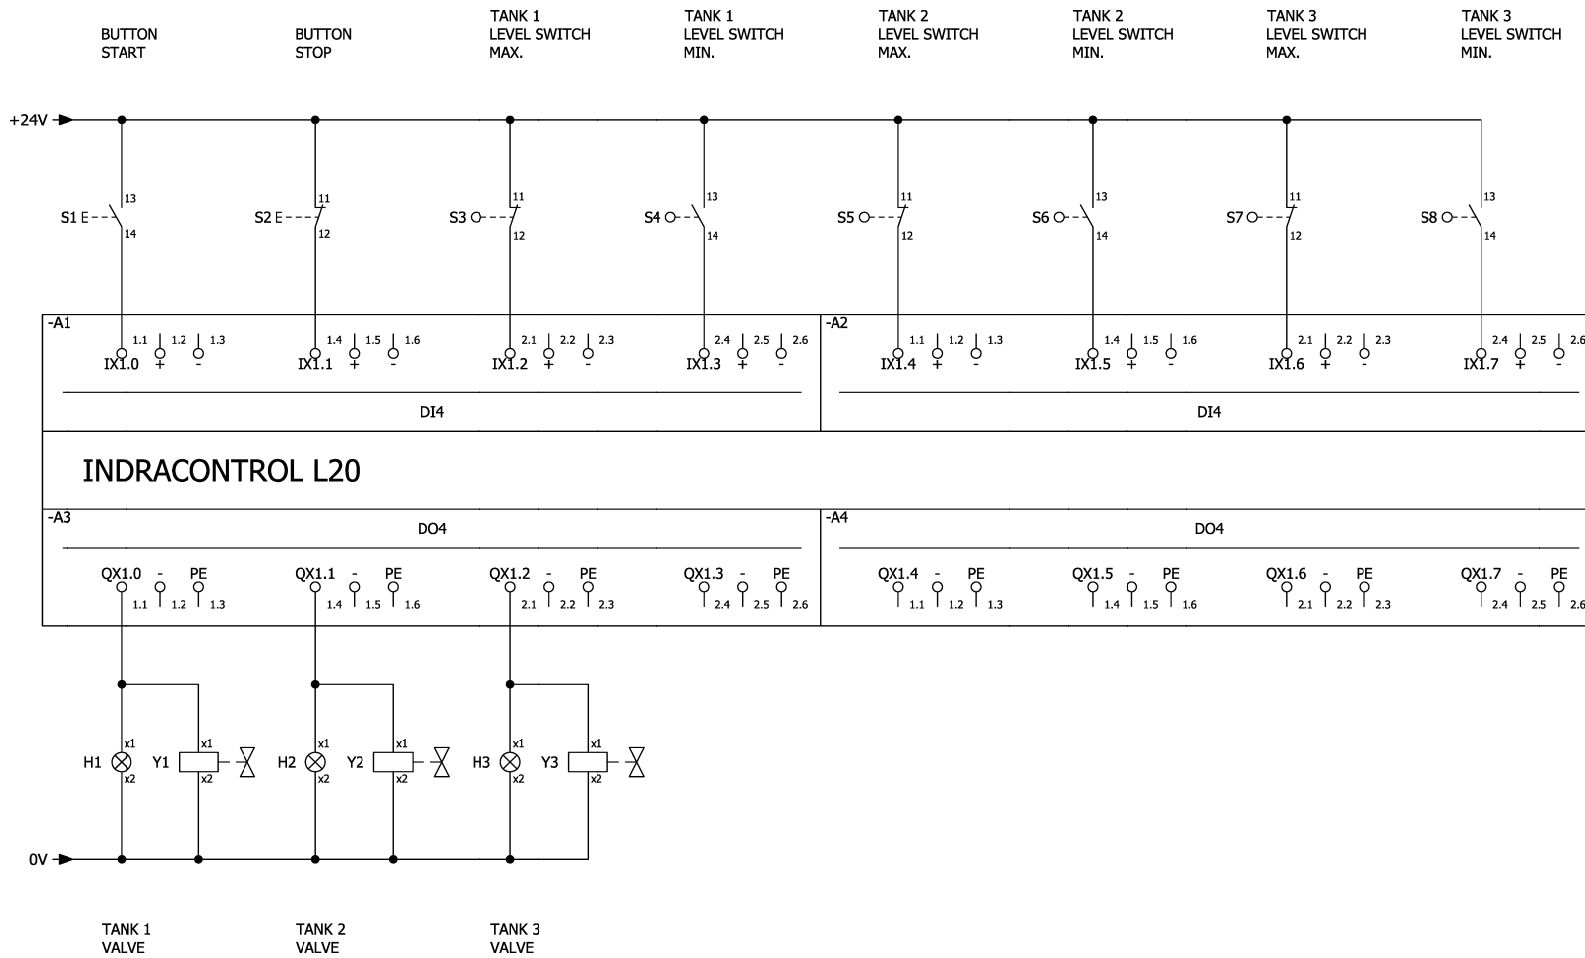 BUTTON
START
BUTTON
STOP
TANK 1
LEVEL SWITCH
MAX.
TANK 1
LEVEL SWITCH
MIN.
TANK 2
LEVEL SWITCH
MAX.
TANK 2
LEVEL SWITCH
MIN.
TANK 3
LEVEL SWITCH
MAX.
TANK 3
LEVEL SWITCH
MIN.
+24V
13 11 11 13 11 13 11 13
S1 S2 S3 S4 S5 S6 S7 S8
14 12 12 14 12 14 12 14
-A1 -A2
1.1 1.2 1.3 1.4 1.5 1.6 2.1 2.2 2.3 2.4 2.5 2.6 1.1 1.2 1.3 1.4 1.5 1.6 2.1 2.2 2.3 2.4 2.5 2.6
IX1.0 + - IX1.1 + - IX1.2 + - IX1.3 + - IX1.4 + - IX1.5 + - IX1.6 + - IX1.7 + -
DI4 DI4
INDRACONTROL L20
-A3 -A4
DO4 DO4
QX1.0 - PE QX1.1 - PE QX1.2 - PE QX1.3 - PE QX1.4 - PE QX1.5 - PE QX1.6 - PE QX1.7 - PE
1.1 1.2 1.3 1.4 1.5 1.6 2.1 2.2 2.3 2.4 2.5 2.6 1.1 1.2 1.3 1.4 1.5 1.6 2.1 2.2 2.3 2.4 2.5 2.6
x1 x1 x1 x1 x1 x1
H1 Y1 H2 Y2 H3 Y3
x2 x2 x2 x2 x2 x2
0V
TANK 1
VALVE
TANK 2
VALVE
TANK 3
VALVE